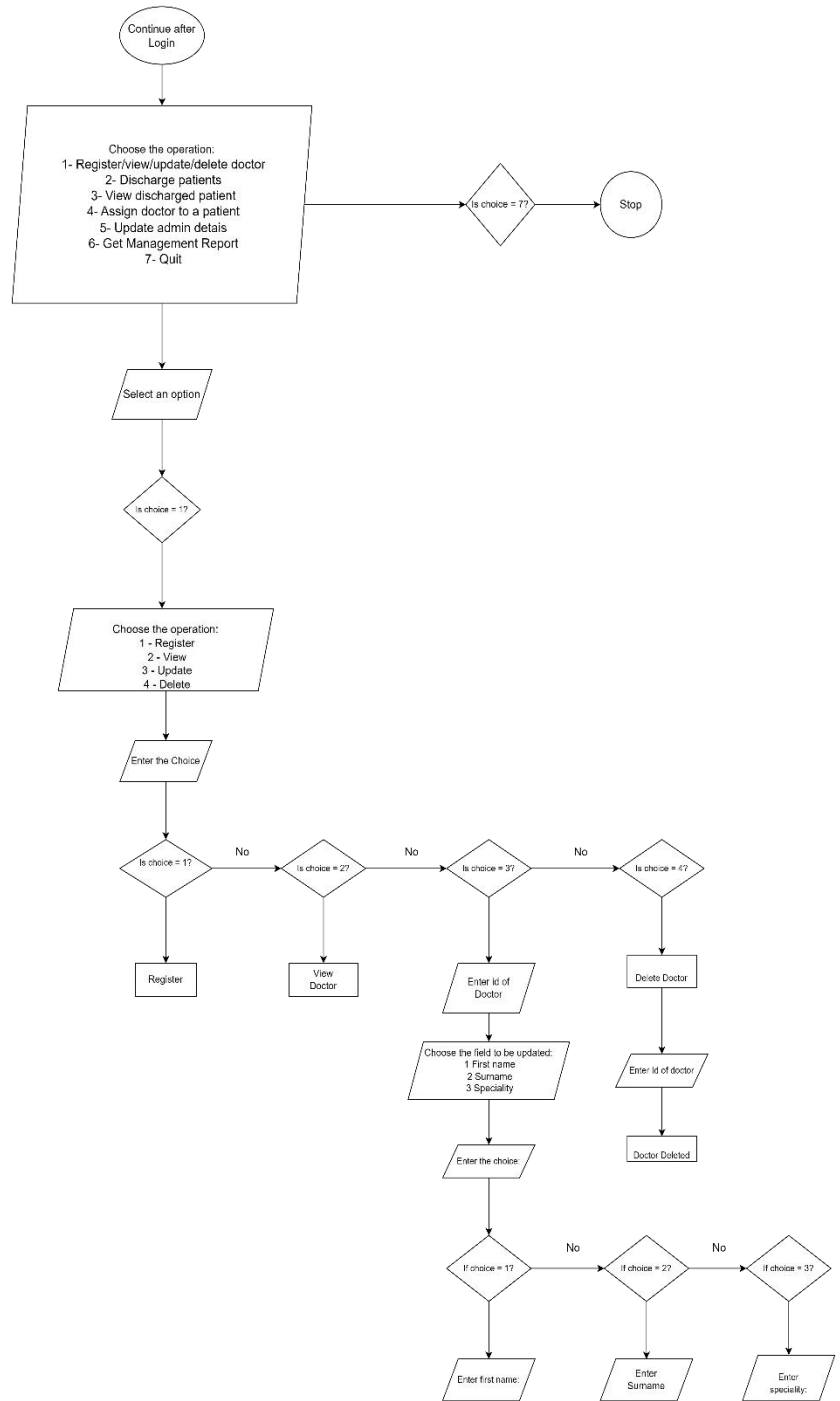 Continue after
Login
Choose the operation:
1- Register/view/update/delete doctor
2- Discharge patients
3- View discharged patient
4- Assign doctor to a patient
5- Update admin detais
6- Get Management Report
7- Quit
Is choice = 7?
Stop
Select an option
Is choice = 1?
Choose the operation:
1 - Register
2 - View
3 - Update
4 - Delete
Enter the Choice
Is choice = 1?
No
Is choice = 2?
No
Is choice = 3?
No
Is choice = 4?
Register
View
Doctor
Enter id of
Doctor
Delete Doctor
Choose the field to be updated:
1 First name
2 Surname
3 Speciality
Enter Id of doctor
Enter the choice:
Doctor Deleted
If choice = 1?
No
If choice = 2?
No
If choice = 3?
Enter first name:
Enter
Surname
Enter
speciality: